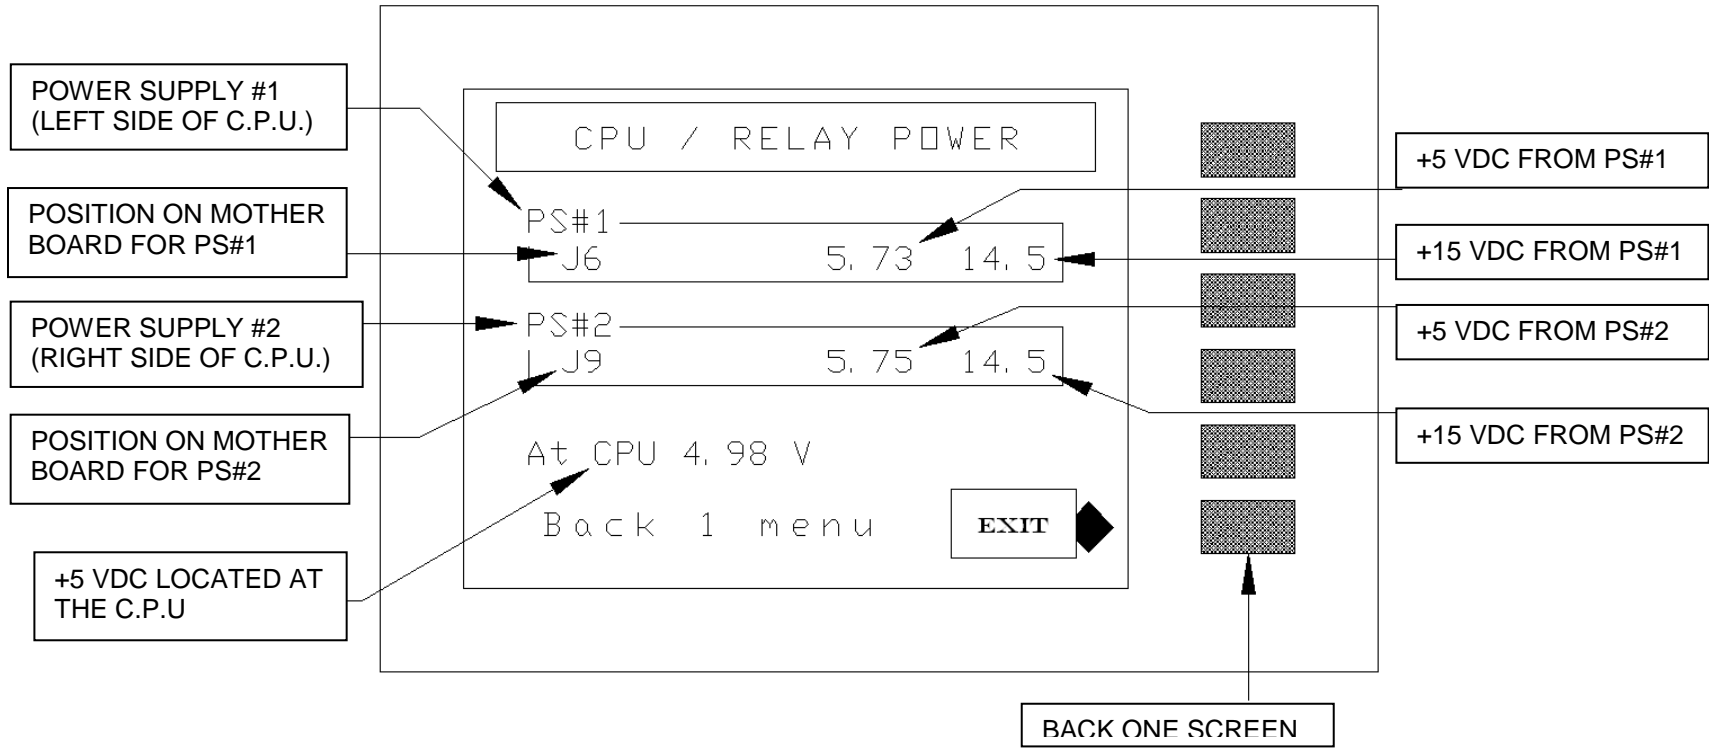 POWER SUPPLY #1
(LEFT SIDE OF C.P.U.)
POSITION ON MOTHER
BOARD FOR PS#1
POWER SUPPLY #2
(RIGHT SIDE OF C.P.U.)
POSITION ON MOTHER
BOARD FOR PS#2
+5 VDC LOCATED AT
THE C.P.U
CPU / RELAY POWER
PS#1
J6 5.73 14.5
PS#2
J9 5.75 14.5
At CPU 4.98 V
Back 1 menu EXIT
+5 VDC FROM PS#1
+15 VDC FROM PS#1
+5 VDC FROM PS#2
+15 VDC FROM PS#2
BACK ONE SCREEN